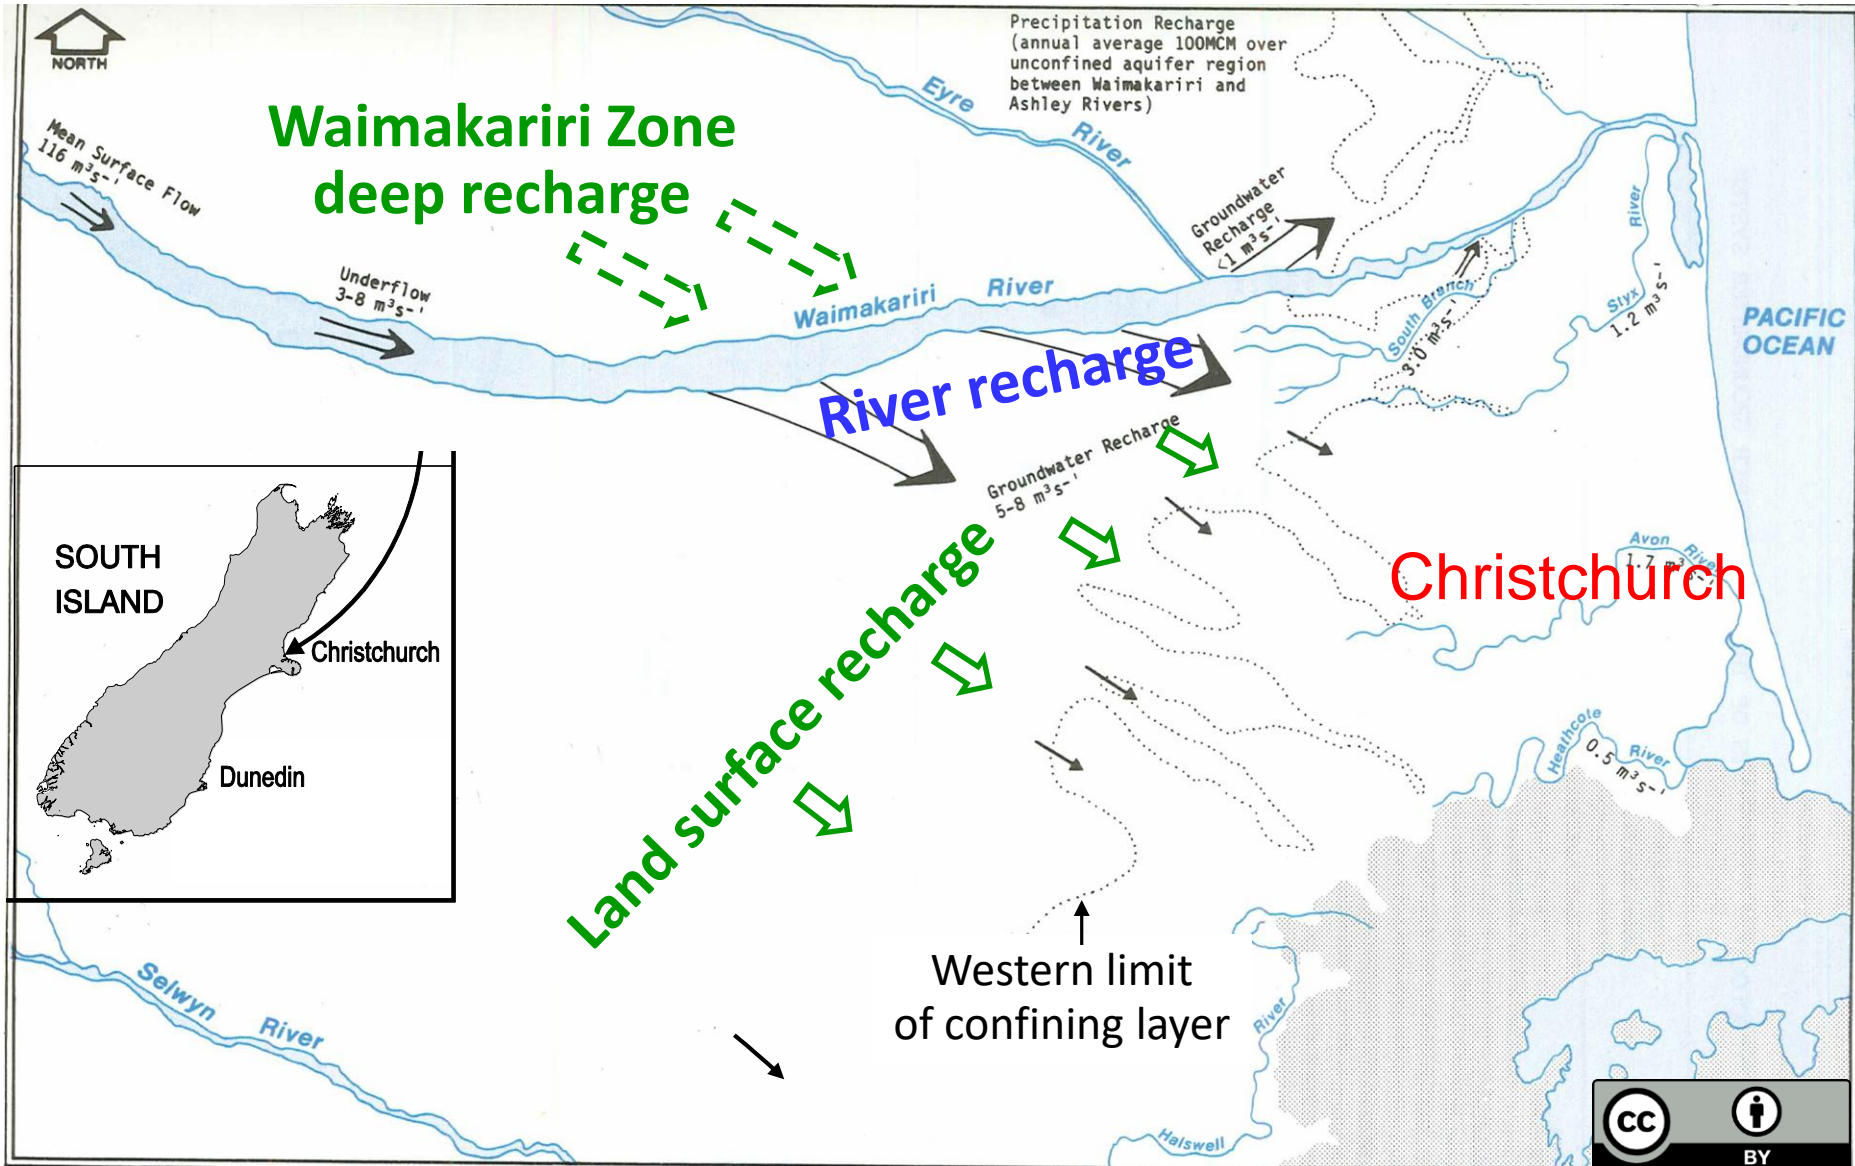 NORTH
Mean Surface Flow
116 m³s-¹
Waimakariri Zone
deep recharge
Underflow
3-8 m³s-¹
Eyre
River
Precipitation Recharge
(annual average 100MCM over
unconfined aquifer region
between Waimakariri and
Ashley Rivers)
Groundwater
Recharge
<1 m³s-¹
Waimakariri River
River recharge
South Branch
3.0 m³s-¹
Styx River
1.2 m³s-¹
PACIFIC
OCEAN
Groundwater Recharge
5-8 m³s-¹
Land surface recharge
Christchurch
Avon River
1.7 m³s-¹
Heathcote River
0.5 m³s-¹
SOUTH
ISLAND
Christchurch
Dunedin
Western limit
of confining layer
Selwyn River
River
Halswell
cc
BY